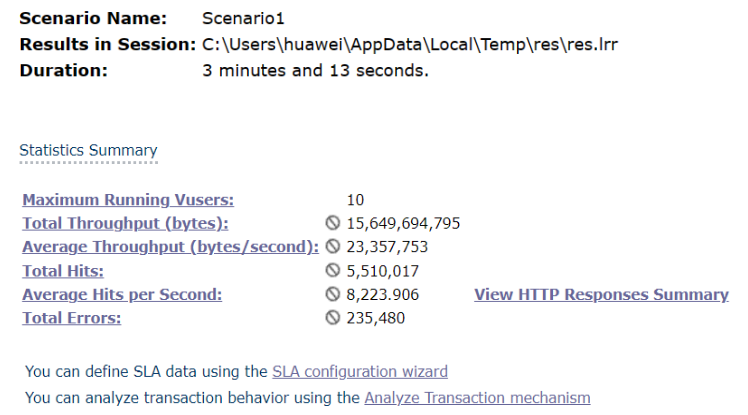 Scenario Name: Scenario1
Results in Session: C:\Users\huawei\AppData\Local\Temp\res\res.lrr
Duration: 3 minutes and 13 seconds.
Statistics Summary
Maximum Running Vusers: 10
Total Throughput (bytes): 15,649,694,795
Average Throughput (bytes/second): 23,357,753
Total Hits: 5,510,017
Average Hits per Second: 8,223.906 View HTTP Responses Summary
Total Errors: 235,480
You can define SLA data using the SLA configuration wizard
You can analyze transaction behavior using the Analyze Transaction mechanism